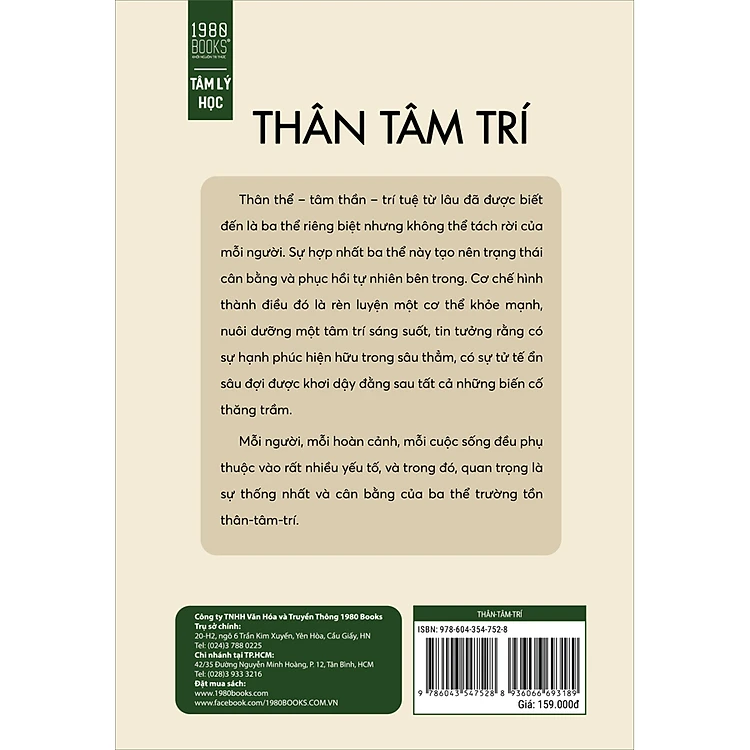 1980
BOOKS®
KHƠI NGUỒN TRI THỨC
TÂM LÝ
HỌC
THÂN TÂM TRÍ
Thân thể – tâm thần – trí tuệ từ lâu đã được biết
đến là ba thể riêng biệt nhưng không thể tách rời của
mỗi người. Sự hợp nhất ba thể này tạo nên trạng thái
cân bằng và phục hồi tự nhiên bên trong. Cơ chế hình
thành điều đó là rèn luyện một cơ thể khỏe mạnh,
nuôi dưỡng một tâm trí sáng suốt, tin tưởng rằng có
sự hạnh phúc hiện hữu trong sâu thẳm, có sự tử tế ẩn
sâu đợi được khơi dậy đằng sau tất cả những biến cố
thăng trầm.
Mỗi người, mỗi hoàn cảnh, mỗi cuộc sống đều phụ
thuộc vào rất nhiều yếu tố, và trong đó, quan trọng là
sự thống nhất và cân bằng của ba thể trường tồn
thân-tâm-trí.
Công ty TNHH Văn Hóa và Truyền Thông 1980 Books
Trụ sở chính:
20-H2, ngõ 6 Trần Kim Xuyến, Yên Hòa, Cầu Giấy, HN
Tel: (024)3 788 0225
Chi nhánh tại TP.HCM:
42/35 Đường Nguyễn Minh Hoàng, P. 12, Tân Bình, HCM
Tel: (028)3 933 3216
Đặt mua sách:
www.1980books.com
www.facebook.com/1980BOOKS.COM.VN
THÂN-TÂM-TRÍ
ISBN: 978-604-354-752-8
9 786043 547528 8 936066 693189
Giá: 159.000đ